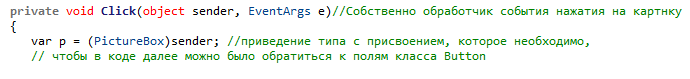 private void Click(object sender, EventArgs e)//Собственно обработчик события нажатия на картнку
{
var p = (PictureBox)sender; //приведение типа с присвоением, которое необходимо,
// чтобы в коде далее можно было обратиться к полям класса Button